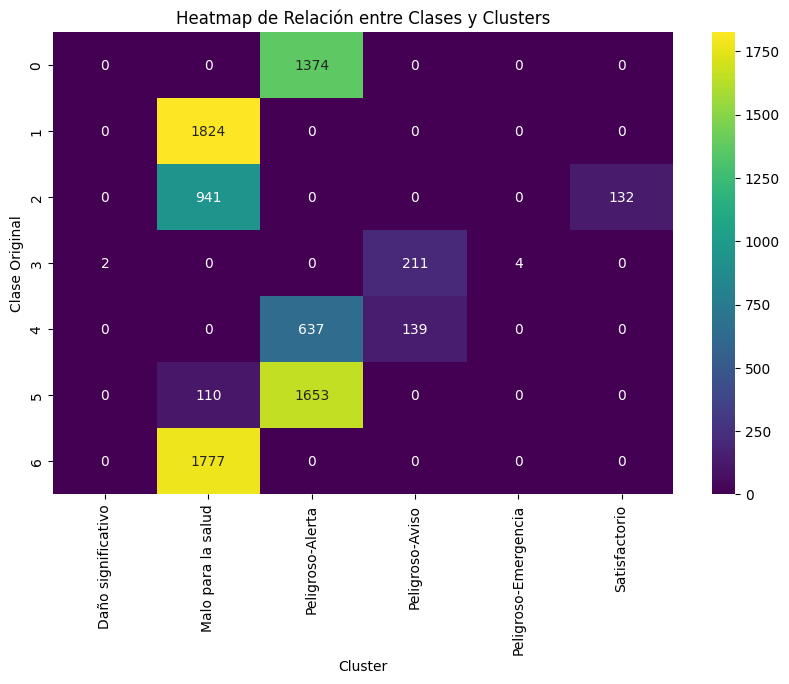 Heatmap de Relación entre Clases y Clusters
Clase Original
0 0 0 1374 0 0 0
1 0 1824 0 0 0 0
2 0 941 0 0 0 132
3 2 0 0 211 4 0
4 0 0 637 139 0 0
5 0 110 1653 0 0 0
6 0 1777 0 0 0 0
Daño significativo
Malo para la salud
Peligroso-Alerta
Peligroso-Aviso
Peligroso-Emergencia
Satisfactorio
Cluster
1750
1500
1250
1000
750
500
250
0